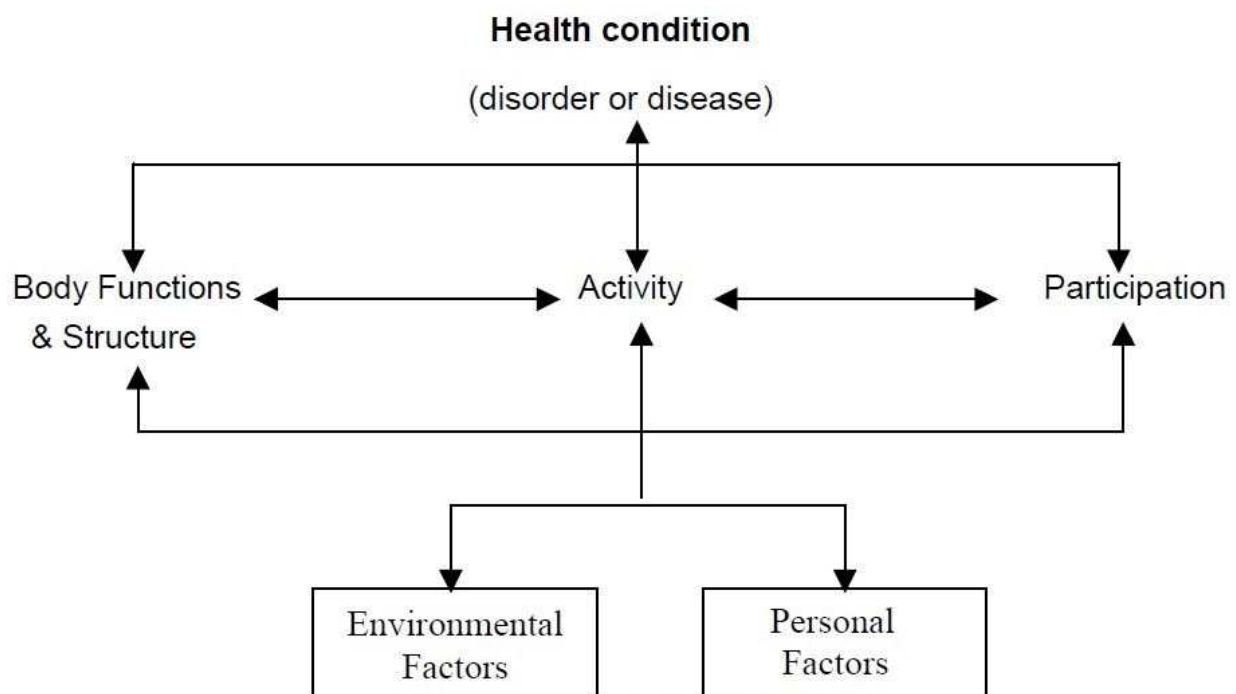 Health condition
(disorder or disease)
Body Functions
& Structure
Activity
Participation
Environmental
Factors
Personal
Factors